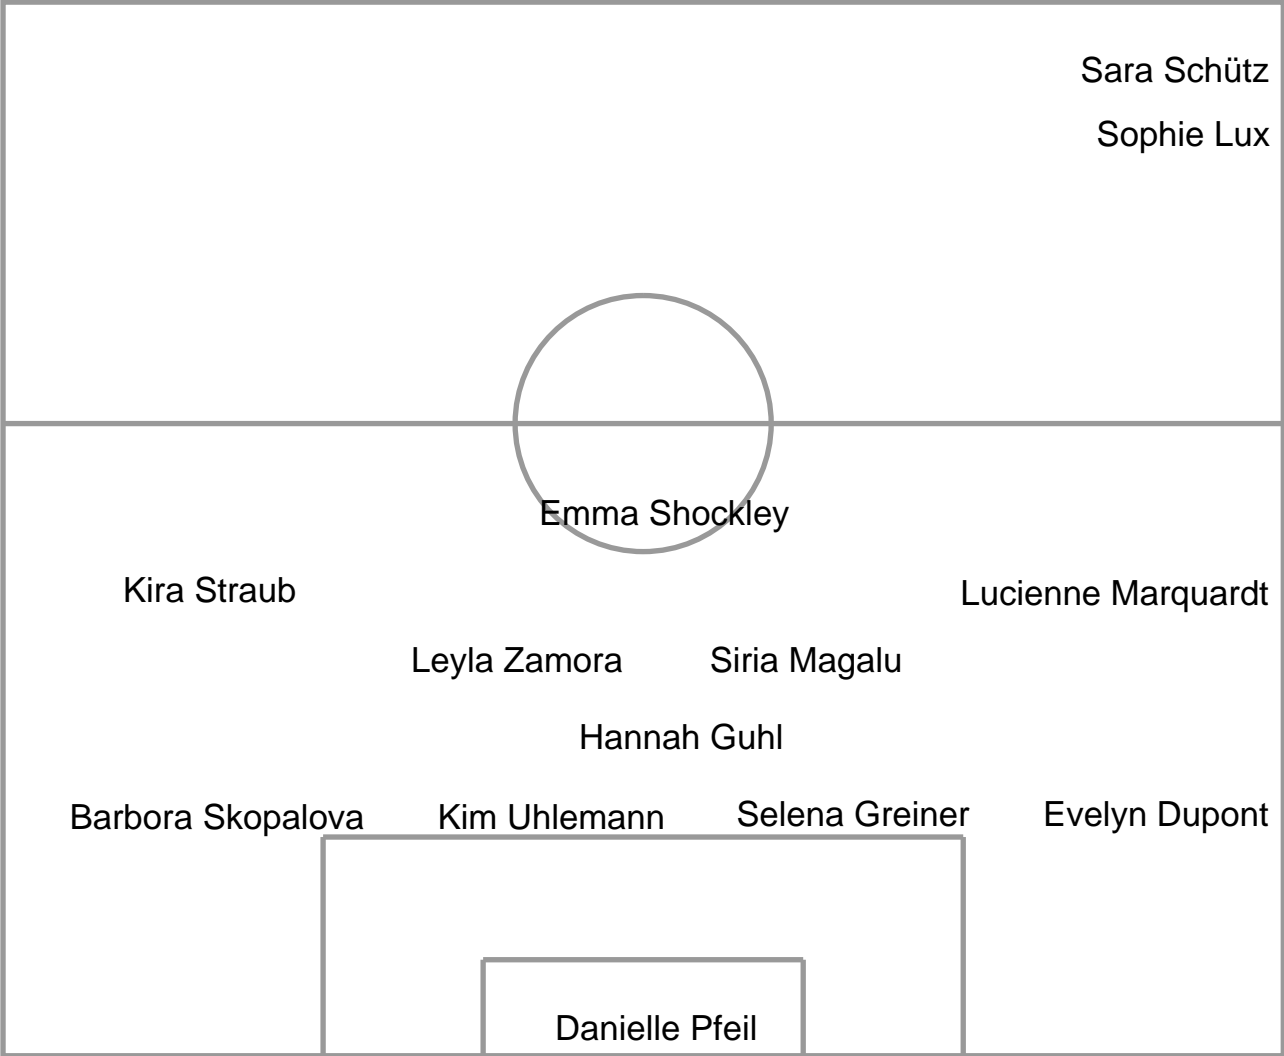 Sara Schütz
Sophie Lux
Emma Shockley
Kira Straub
Lucienne Marquardt
Leyla Zamora
Siria Magalu
Hannah Guhl
Barbora Skopalova
Kim Uhlemann
Selena Greiner
Evelyn Dupont
Danielle Pfeil